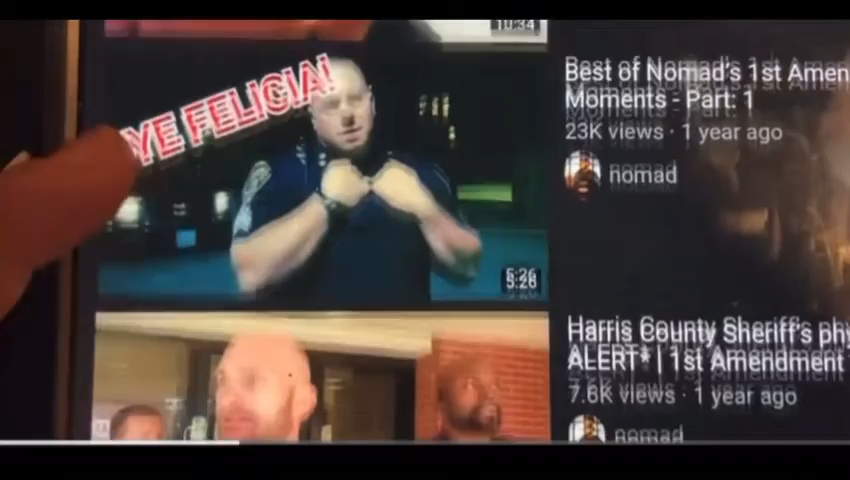 10:34
YE FELICIA!
5:26
Best of Nomad's 1st Amen
Moments - Part: 1
23K views · 1 year ago
nomad
Harris County Sheriff's phy
ALERT* | 1st Amendment
7.6K views · 1 year ago
nomad